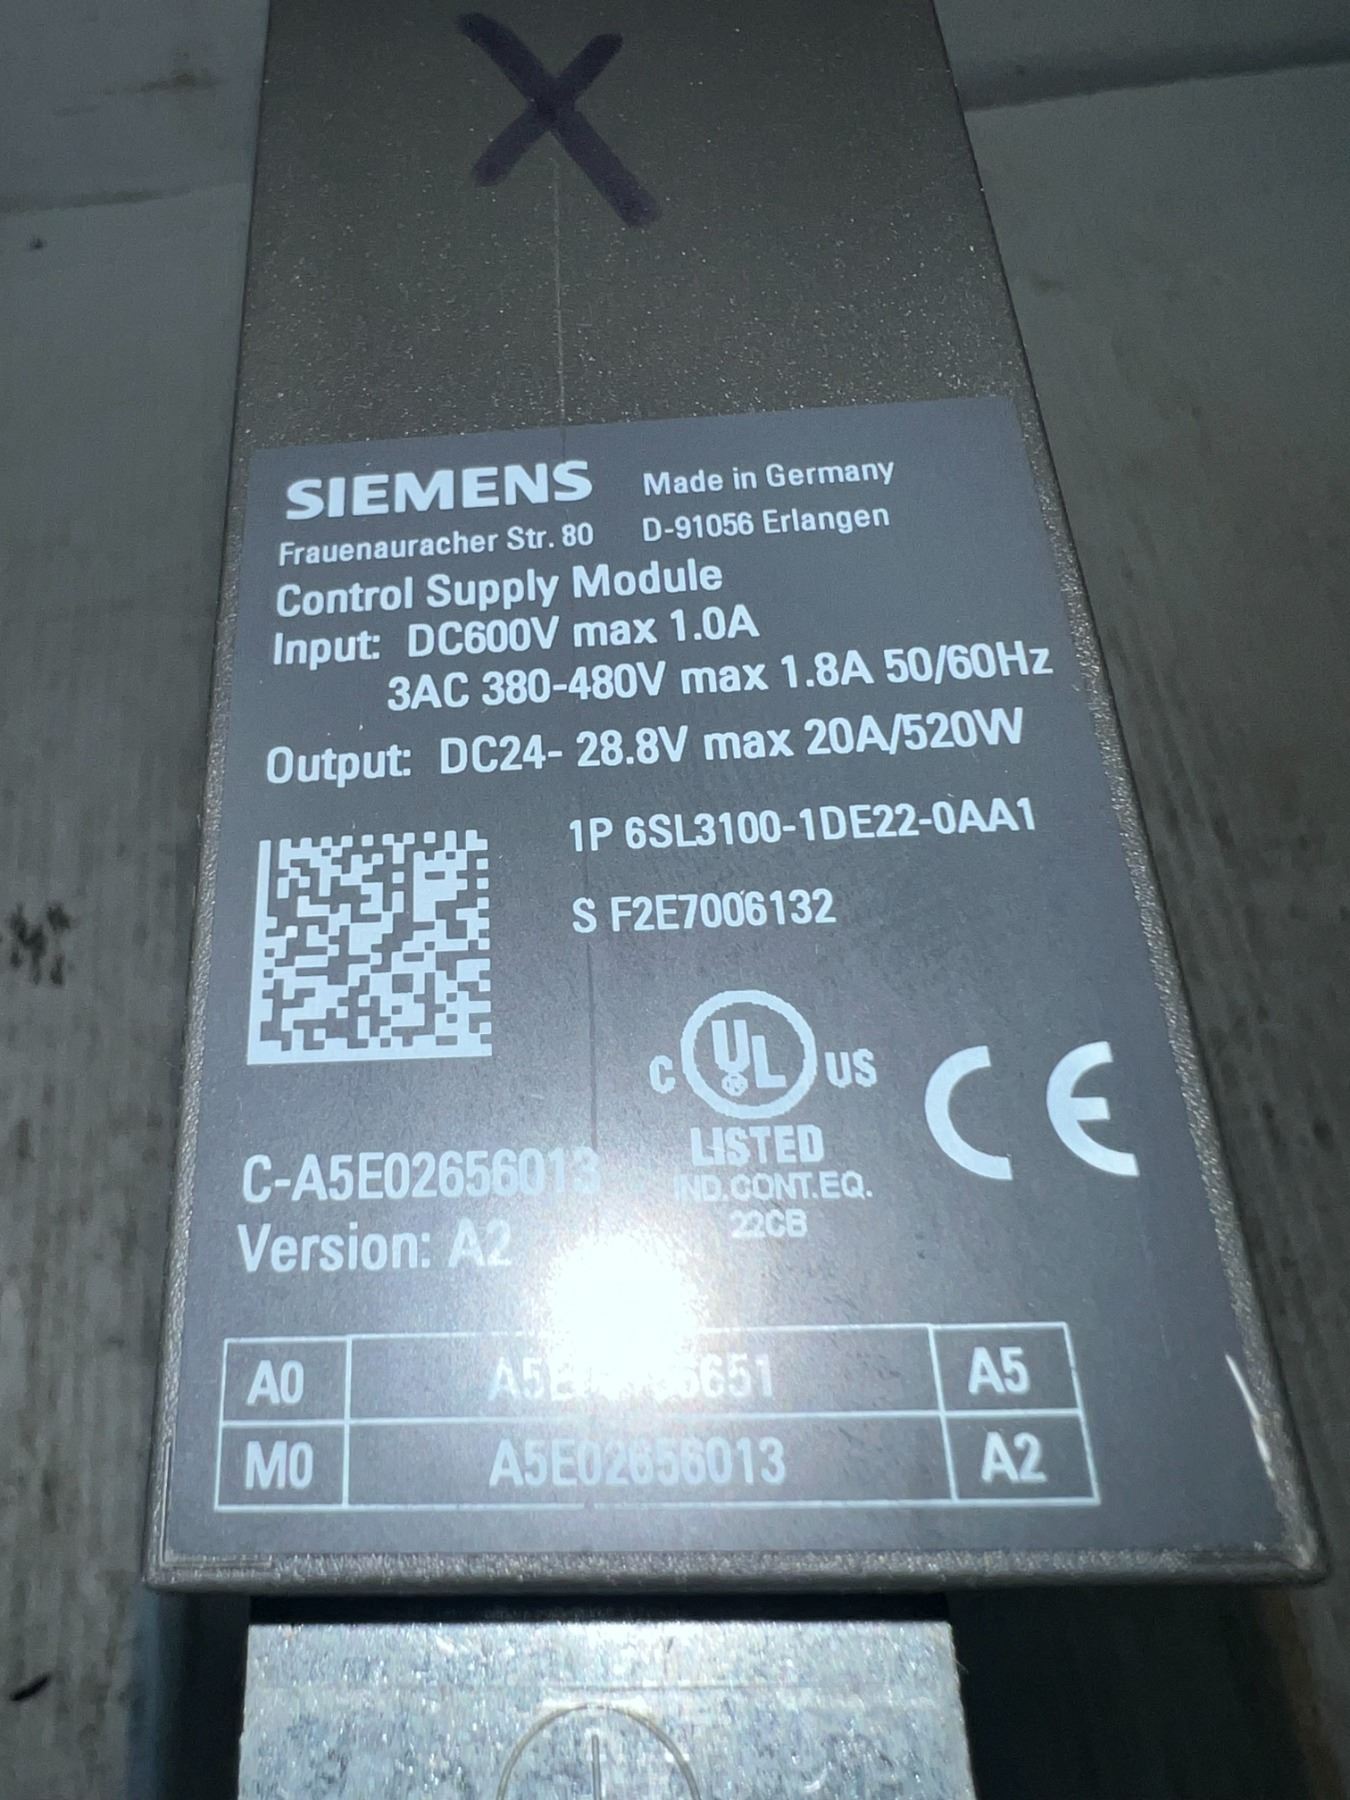 X
SIEMENS Made in Germany
Frauenauracher Str. 80 D-91056 Erlangen
Control Supply Module
Input: DC600V max 1.0A
3AC 380-480V max 1.8A 50/60Hz
Output: DC24- 28.8V max 20A/520W
1P 6SL3100-1DE22-0AA1
S F2E7006132
C UL US
LISTED
IND.CONT.EQ.
22CB
CE
C-A5E02656013
Version: A2
A0 A5
M0 A5E02656013 A2